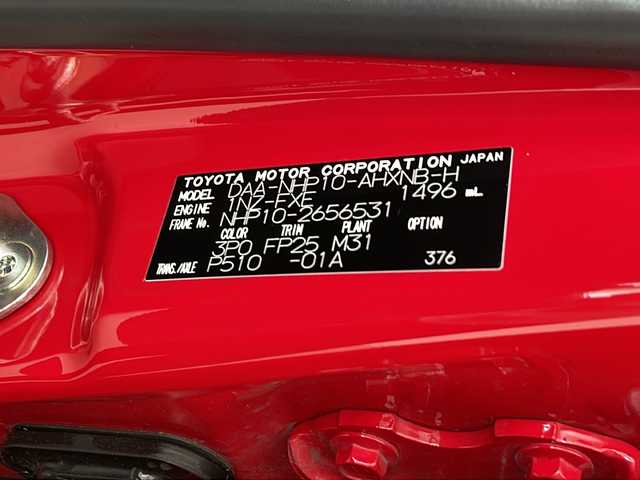 TOYOTA MOTOR CORPORATION JAPAN
MODEL DAA-NHP10-AHXNB-H
ENGINE 1NZ-FXE 1496 mL
FRAME No. NHP10-2656531
COLOR TRIM PLANT OPTION
3P0 FP25 M31
TRANS./AXLE P510 -01A 376